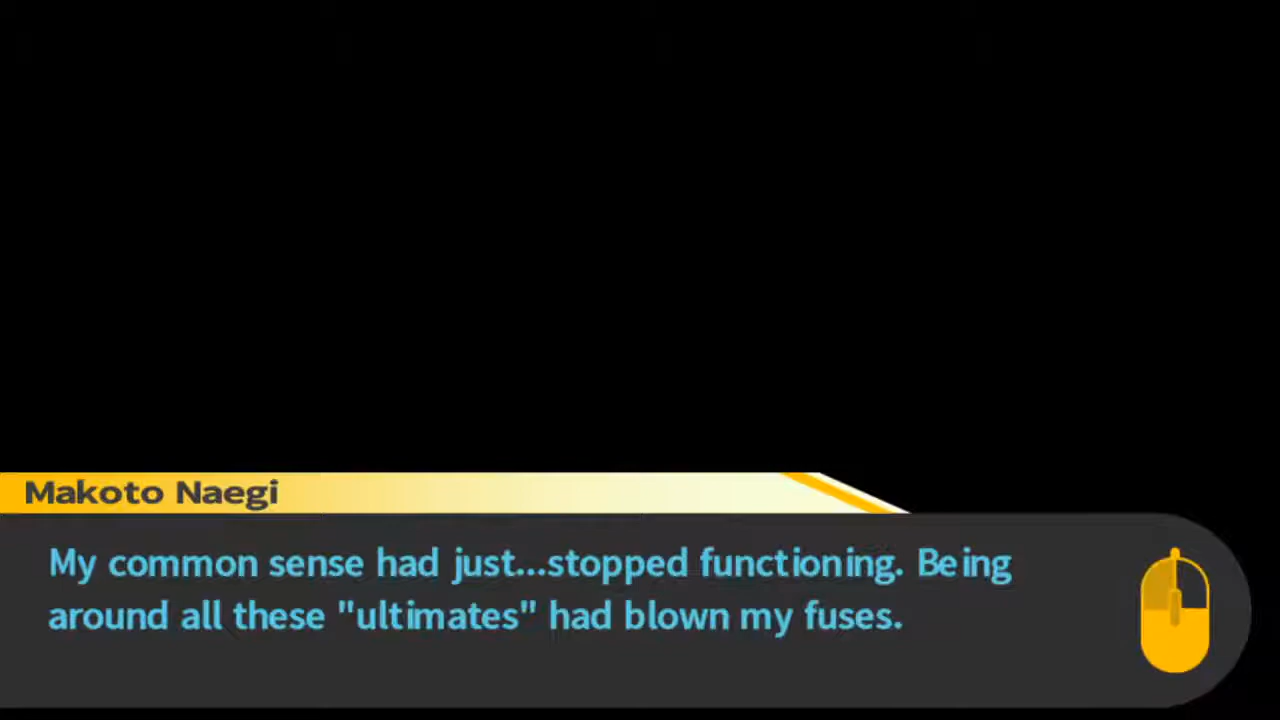 Makoto Naegi
My common sense had just...stopped functioning. Being
around all these "ultimates" had blown my fuses.